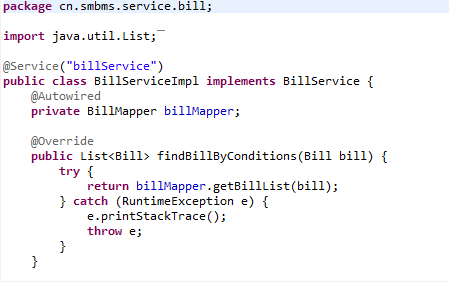 package cn.smbms.service.bill;
import java.util.List;
@Service("billService")
public class BillServiceImpl implements BillService {
@Autowired
private BillMapper billMapper;
@Override
public List<Bill> findBillByConditions(Bill bill) {
try {
return billMapper.getBillList(bill);
} catch (RuntimeException e) {
e.printStackTrace();
throw e;
}
}